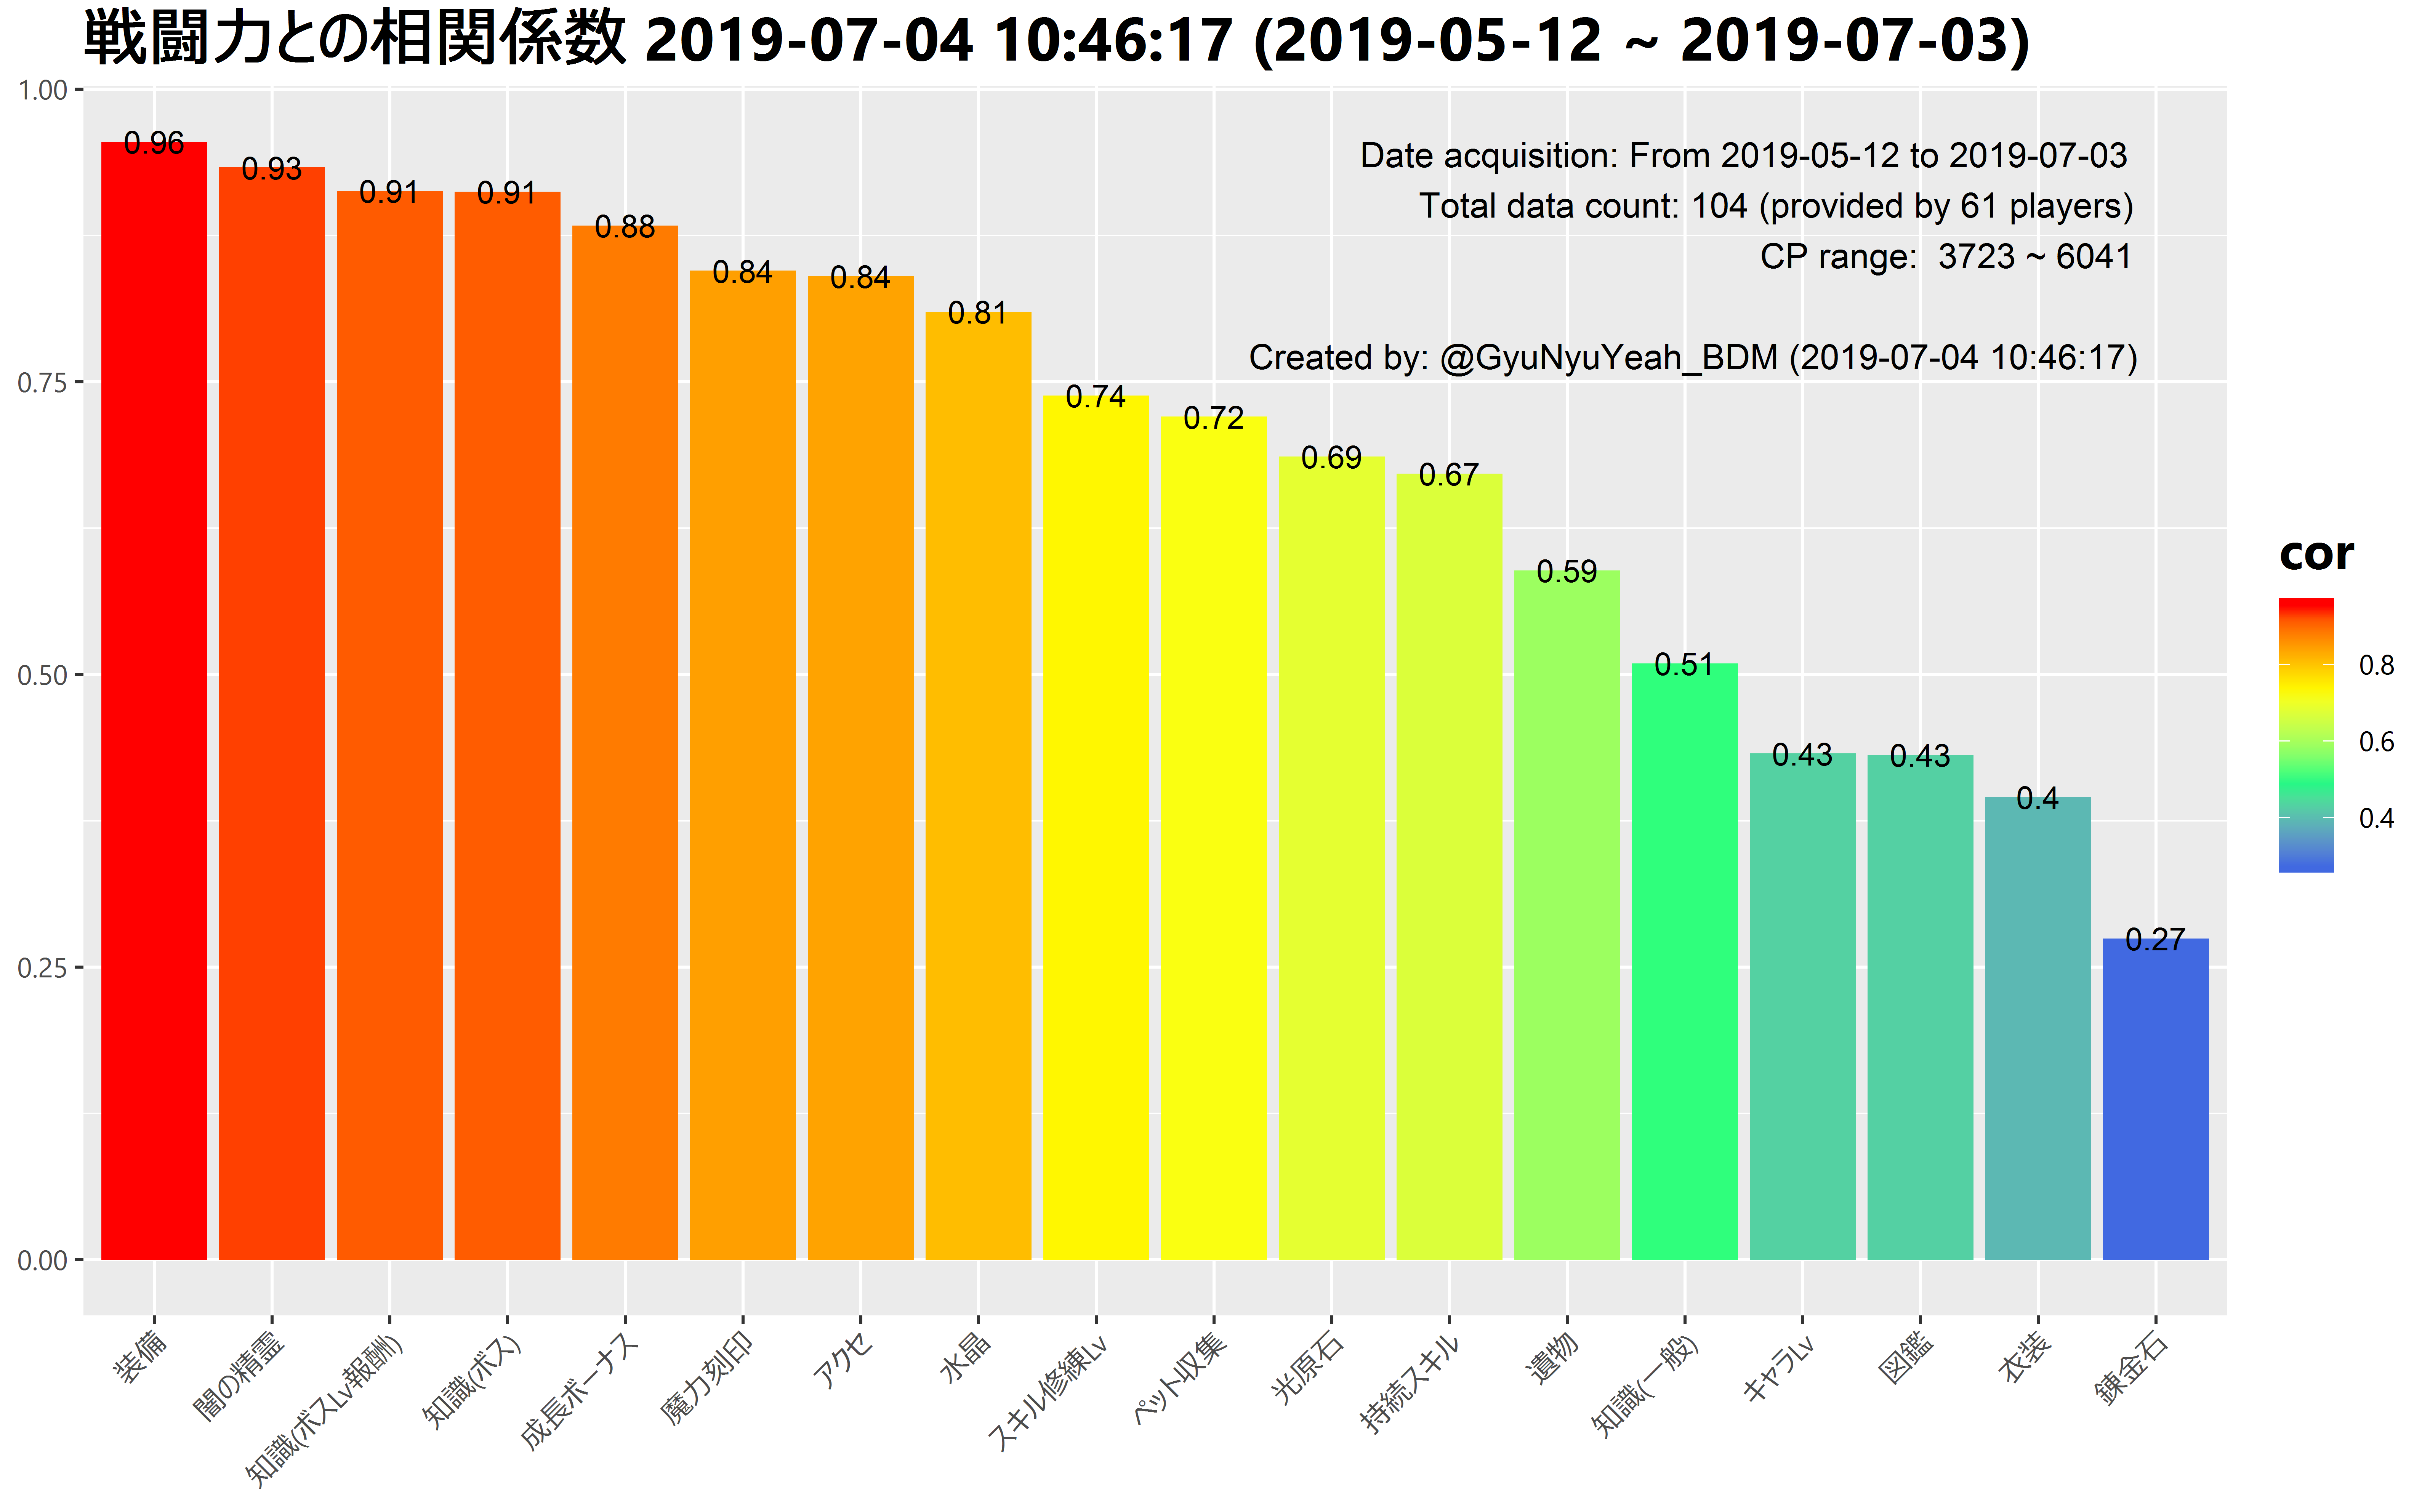 戦闘力との相関係数 2019-07-04 10:46:17 (2019-05-12 ~ 2019-07-03)
Date acquisition: From 2019-05-12 to 2019-07-03
Total data count: 104 (provided by 61 players)
CP range:  3723 ~ 6041
Created by: @GyuNyuYeah_BDM (2019-07-04 10:46:17)
1.00
0.75
0.50
0.25
0.00
0.96
0.93
0.91
0.91
0.88
0.84
0.84
0.81
0.74
0.72
0.69
0.67
0.59
0.51
0.43
0.43
0.4
0.27
装備
闇の精霊
知識(ボスLv報酬)
知識(ボス)
成長ボーナス
魔力刻印
アクセ
水晶
スキル修練Lv
ペット収集
光原石
持続スキル
遺物
知識(一般)
キャラLv
図鑑
衣装
錬金石
cor
0.8
0.6
0.4